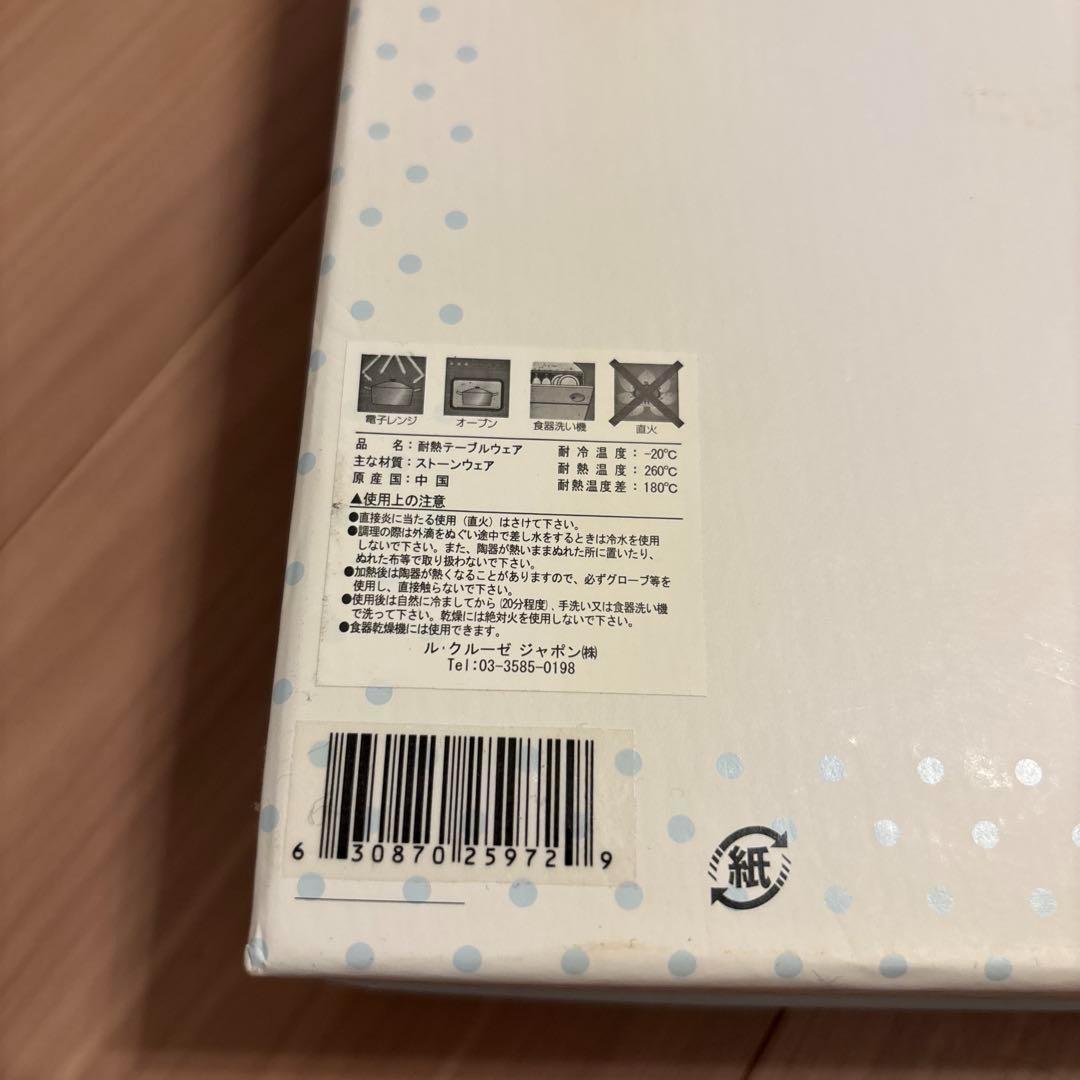 電子レンジ オーブン 食器洗い機 直火
品 名：耐熱テーブルウェア 耐冷温度：-20℃
主な材質：ストーンウェア 耐熱温度：260℃
原産国：中国 耐熱温度差：180℃
▲使用上の注意
●直接炎に当たる使用（直火）はさけて下さい。
●調理の際は外滴をぬぐい途中で差し水をするときは冷水を使用
しないで下さい。また、陶器が熱いままぬれた所に置いたり、
ぬれた布等で取り扱わないで下さい。
●加熱後は陶器が熱くなることがありますので、必ずグローブ等を
使用し、直接触らないで下さい。
●使用後は自然に冷ましてから（20分程度）、手洗い又は食器洗い機
で洗って下さい。乾燥には絶対火を使用しないで下さい。
●食器乾燥機には使用できます。
ル・クルーゼ ジャポン㈱
Tel:03-3585-0198
6 30870 25972 9
紙